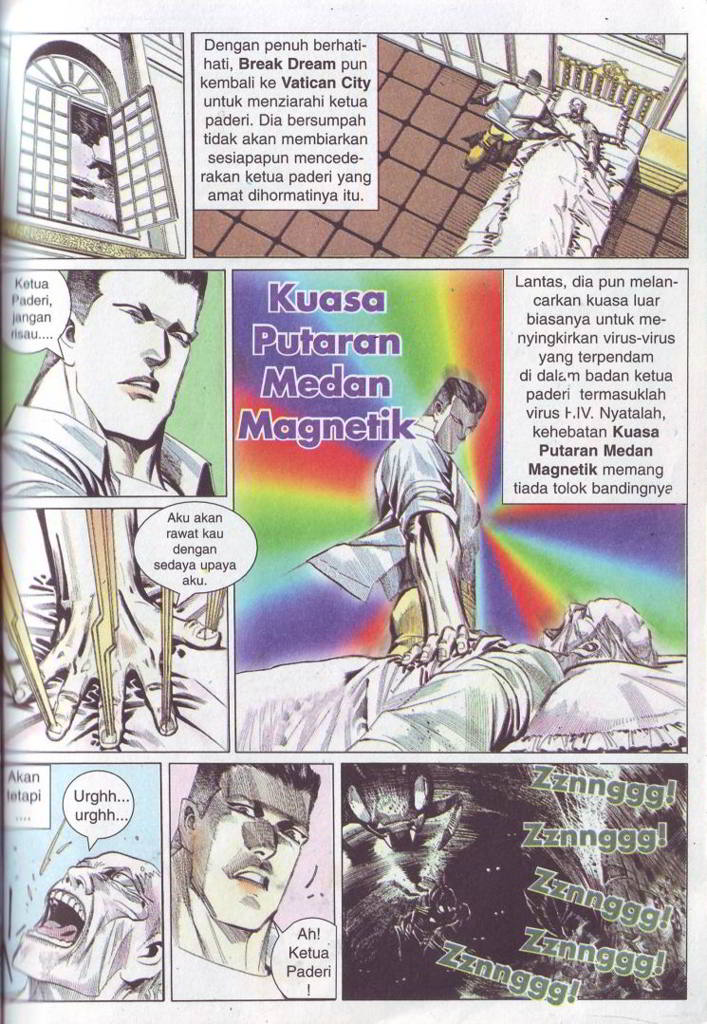 Dengan penuh berhati-
hati, Break Dream pun
kembali ke Vatican City
untuk menziarahi ketua
paderi. Dia bersumpah
tidak akan membiarkan
sesiapapun mencede-
rakan ketua paderi yang
amat dihormatinya itu.
Ketua
Paderi,
jangan
risau....
Kuasa
Putaran
Medan
Magnetik
Lantas, dia pun melan-
carkan kuasa luar
biasanya untuk me-
nyingkirkan virus-virus
yang terpendam
di dalam badan ketua
paderi termasuklah
virus H.IV. Nyatalah,
kehebatan Kuasa
Putaran Medan
Magnetik memang
tiada tolok bandingnya
Aku akan
rawat kau
dengan
sedaya upaya
aku.
Akan
tetapi
....
Urghh...
urghh...
Ah!
Ketua
Paderi
!
Zznnggg!
Zznnggg!
Zznnggg!
Zznnggg!
Zznnggg!